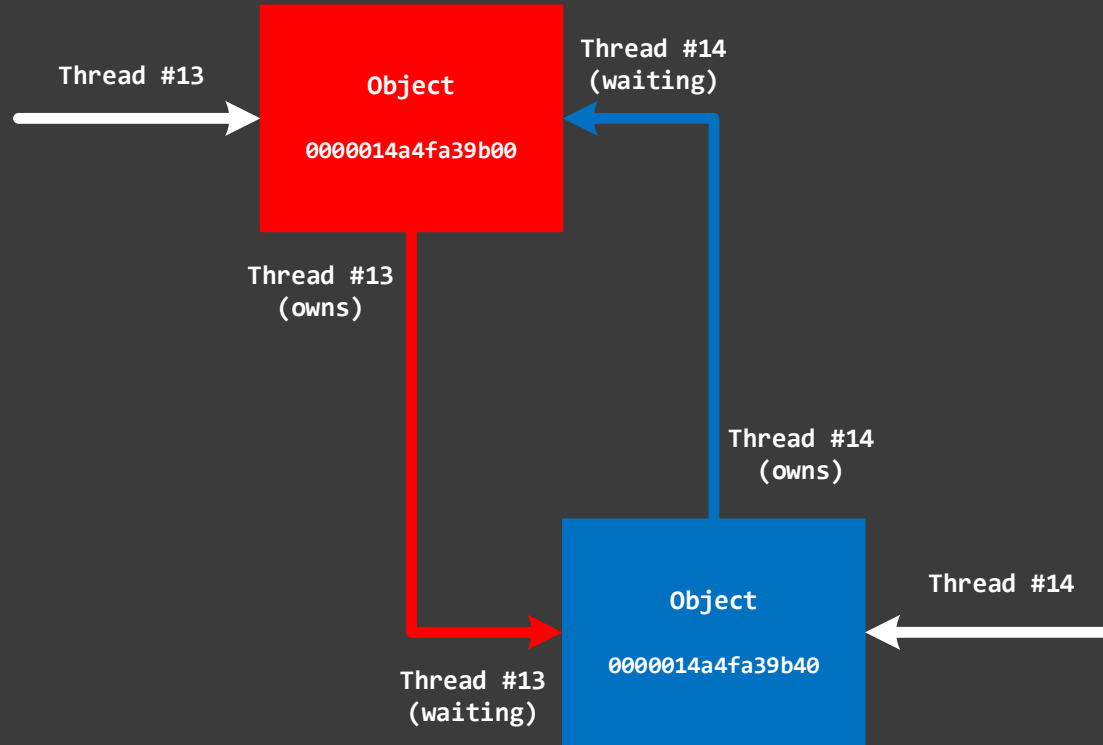 Thread #13
Object
0000014a4fa39b00
Thread #14
(waiting)
Thread #13
(owns)
Thread #14
(owns)
Object
0000014a4fa39b40
Thread #14
Thread #13
(waiting)